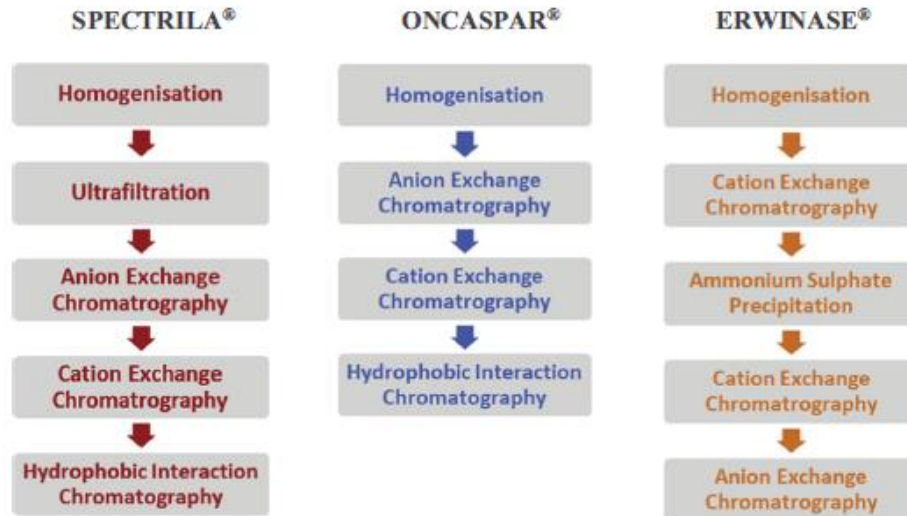 SPECTRILA®
Homogenisation
Ultrafiltration
Anion Exchange
Chromatrography
Cation Exchange
Chromatrography
Hydrophobic Interaction
Chromatography
ONCASPAR®
Homogenisation
Anion Exchange
Chromatrography
Cation Exchange
Chromatrography
Hydrophobic Interaction
Chromatography
ERWINASE®
Homogenisation
Cation Exchange
Chromatrography
Ammonium Sulphate
Precipitation
Cation Exchange
Chromatrography
Anion Exchange
Chromatrography